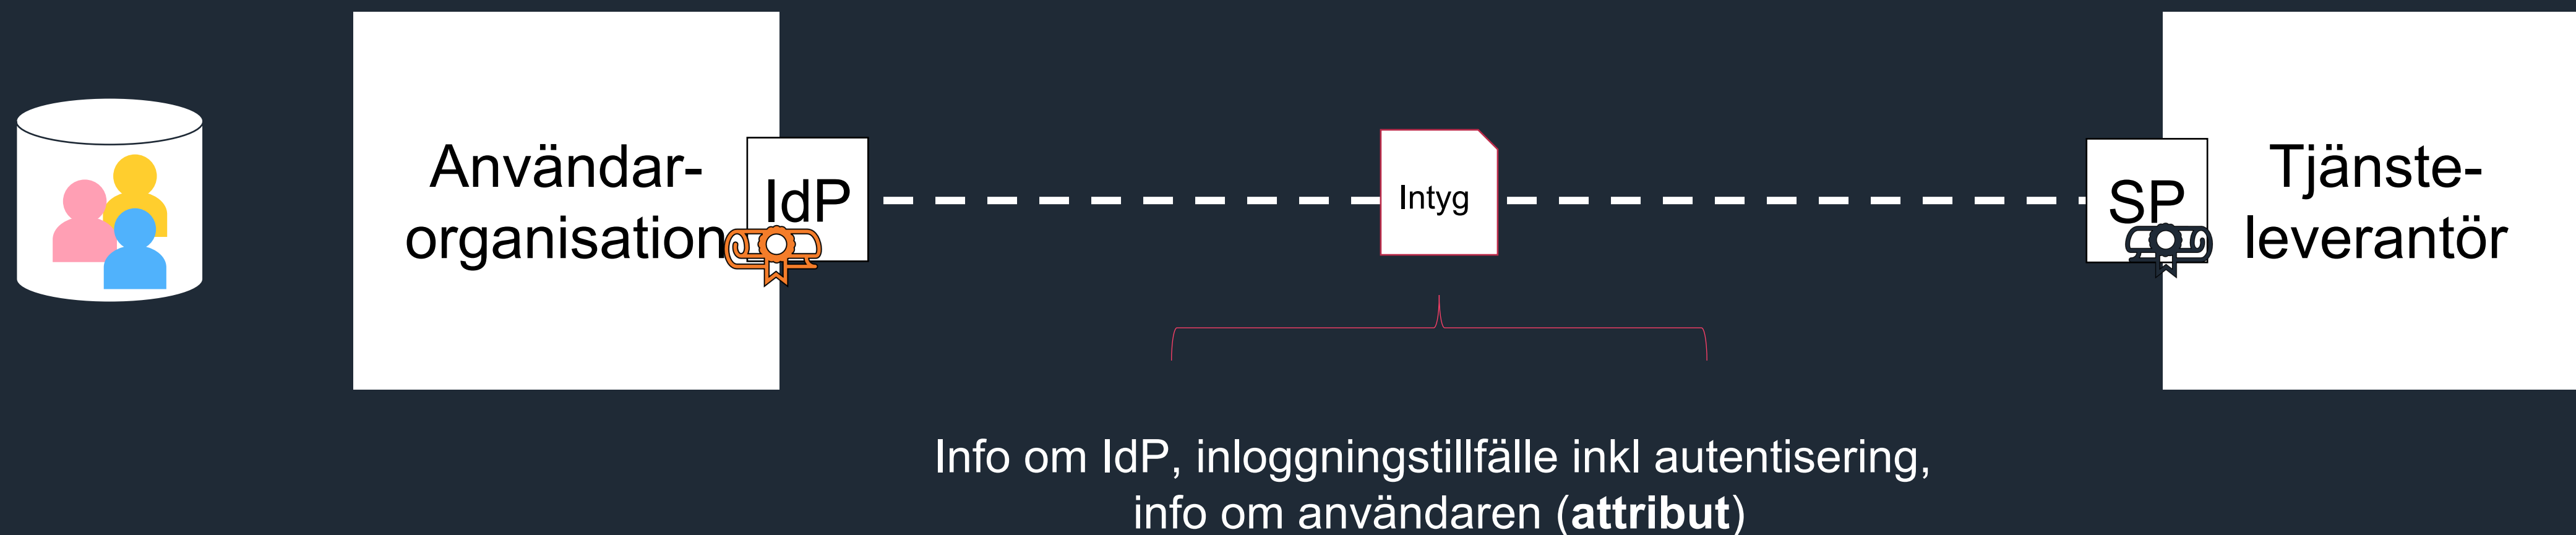 Användar-
organisation
IdP
Intyg
SP
Tjänste-
leverantör
Info om IdP, inloggningstillfälle inkl autentisering,
info om användaren (attribut)